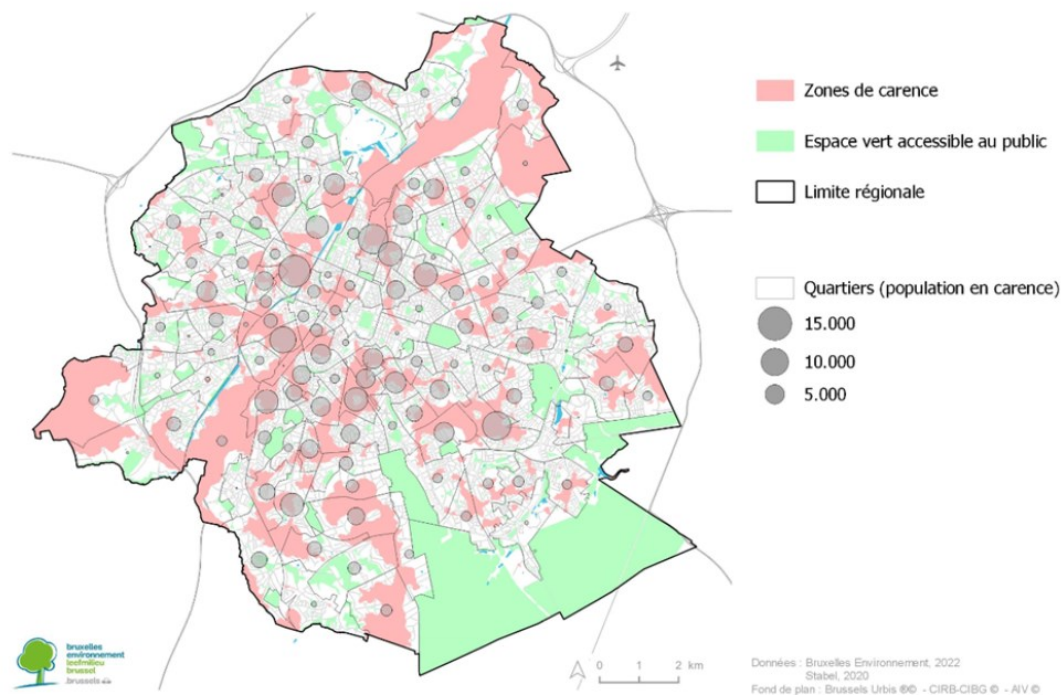 Zones de carence
Espace vert accessible au public
Limite régionale
Quartiers (population en carence)
15.000
10.000
5.000
bruxelles
environnement
leefmilieu
brussel
.brussels
0 1 2 km
Données : Bruxelles Environnement, 2022
Stabel, 2020
Fond de plan : Brussels Urbis ®© - CIRB-CIBG © - AIV ©